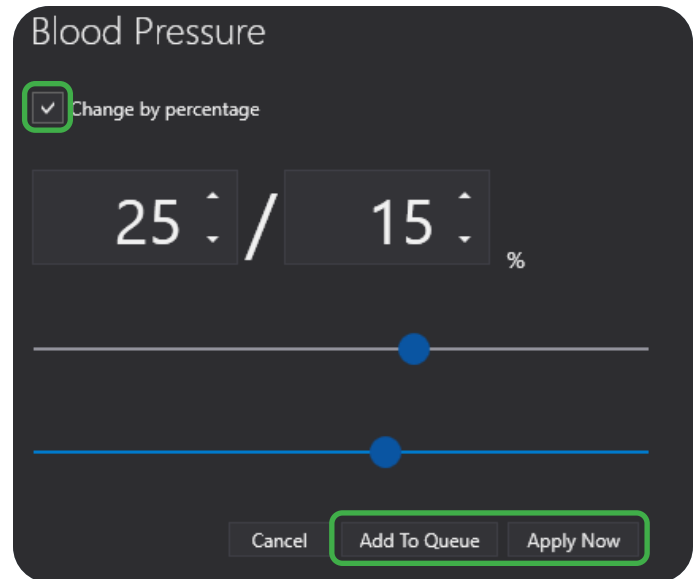 Blood Pressure
Change by percentage
25 / 15 %
Cancel Add To Queue Apply Now